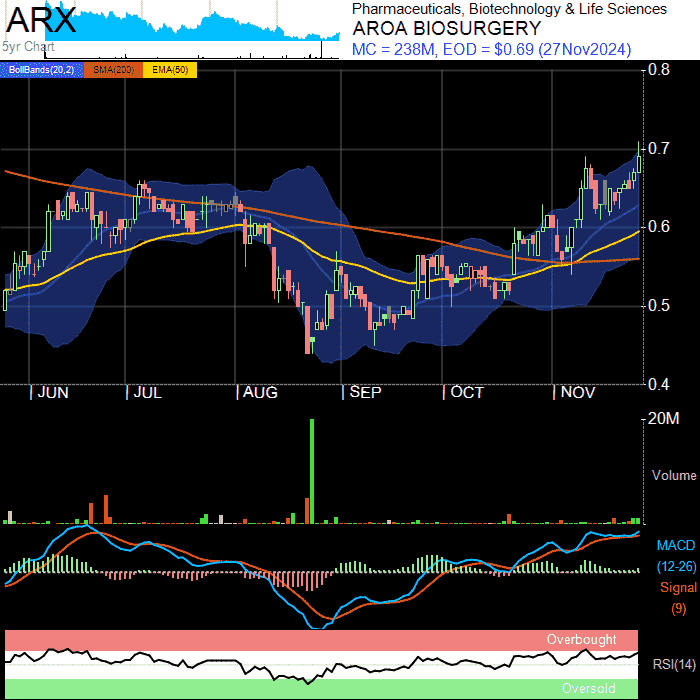 ARX
5yr Chart
Pharmaceuticals, Biotechnology & Life Sciences
AROA BIOSURGERY
MC = 238M, EOD = $0.69 (27Nov2024)
BollBands(20,2) SMA(200) EMA(50)
0.8
0.7
0.6
0.5
0.4
JUN JUL AUG SEP OCT NOV
20M
Volume
MACD
(12-26)
Signal
(9)
Overbought
RSI(14)
Oversold